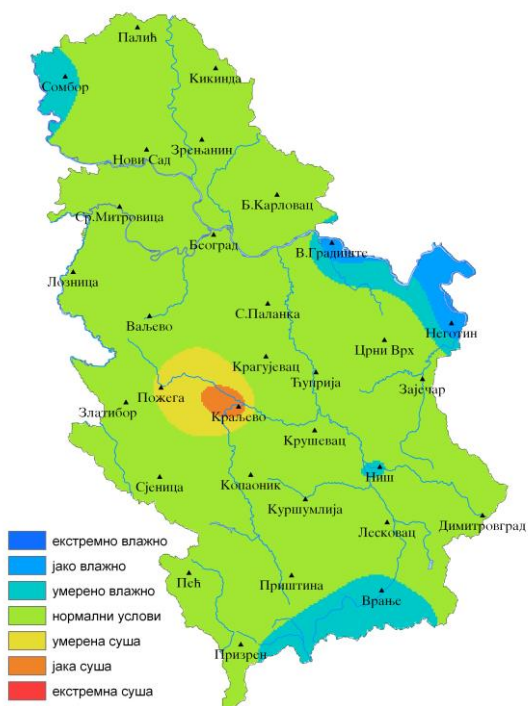 Палић
Сомбор
Кикинда
Зрењанин
Нови Сад
Б.Карловац
Ср.Митровица
Београд
В.Градиште
Лозница
С.Паланка
Ваљево
Неготин
Црни Врх
Крагујевац
Ћуприја
Зајечар
Пожега
Златибор
Краљево
Крушевац
Ниш
Сјеница
Копаоник
Куршумлија
Димитровград
Лесковац
Пећ
Приштина
Врање
Призрен
екстремно влажно
јако влажно
умерено влажно
нормални услови
умерена суша
јака суша
екстремна суша